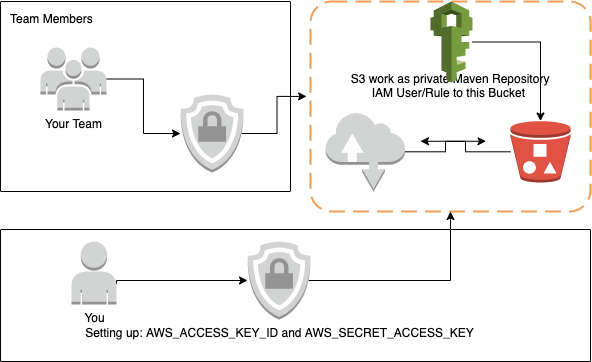 Team Members
Your Team
S3 work as private Maven Repository
IAM User/Rule to this Bucket
You
Setting up: AWS_ACCESS_KEY_ID and AWS_SECRET_ACCESS_KEY